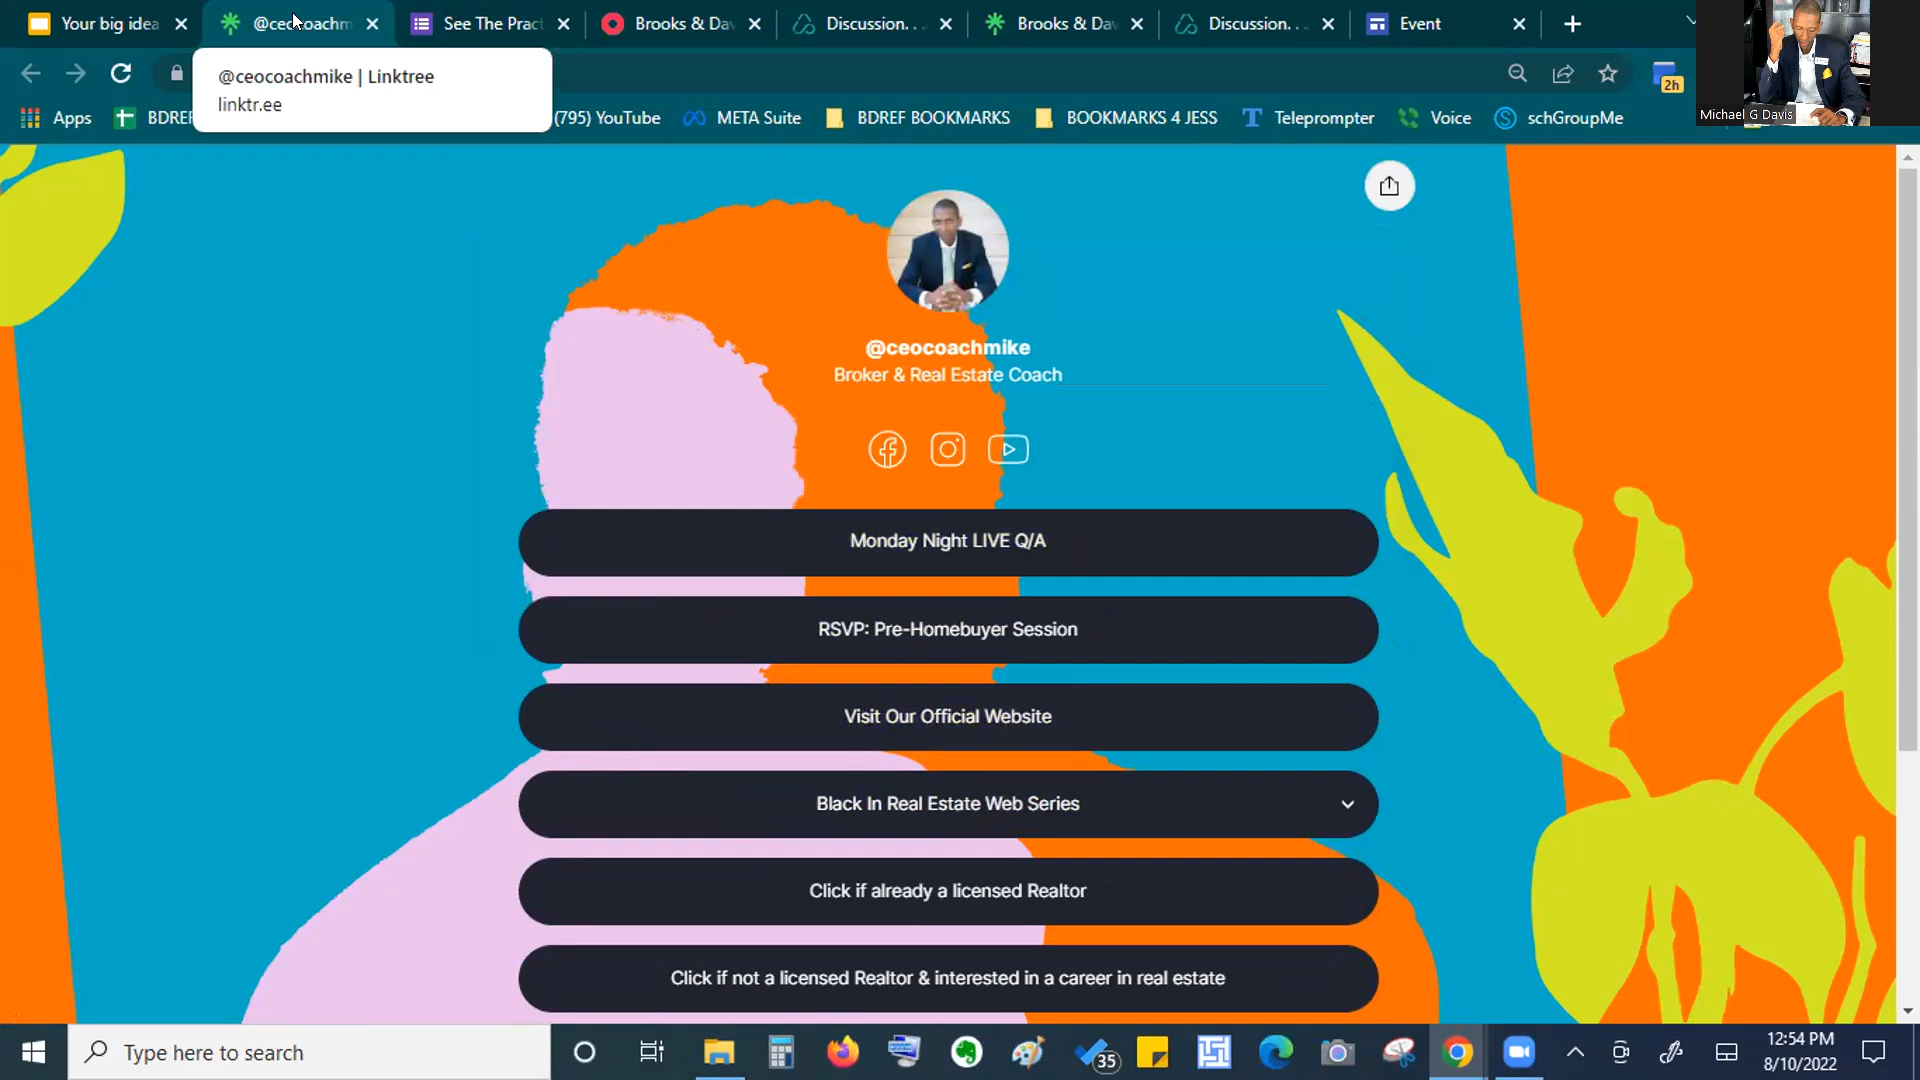 Your big idea
@ceocoachm
See The Pract
Brooks & Da
Discussion. . .
Brooks & Dav
Discussion. . .
Event
@ceocoachmike | Linktree
linktr.ee
2h
Michael G Davis
Apps
BDREF
(795) YouTube
META Suite
BDREF BOOKMARKS
BOOKMARKS 4 JESS
Teleprompter
Voice
schGroupMe
@ceocoachmike
Broker & Real Estate Coach
Monday Night LIVE Q/A
RSVP: Pre-Homebuyer Session
Visit Our Official Website
Black In Real Estate Web Series
Click if already a licensed Realtor
Click if not a licensed Realtor & interested in a career in real estate
Type here to search
35
12:54 PM
8/10/2022